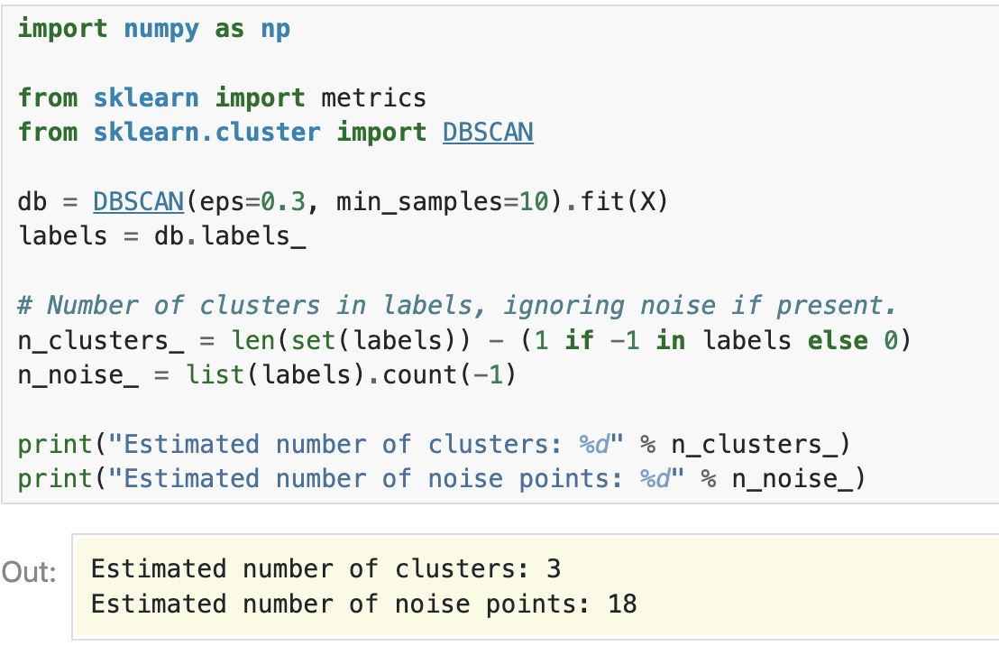 import numpy as np
from sklearn import metrics
from sklearn.cluster import DBSCAN
db = DBSCAN(eps=0.3, min_samples=10).fit(X)
labels = db.labels_
# Number of clusters in labels, ignoring noise if present.
n_clusters_ = len(set(labels)) - (1 if -1 in labels else 0)
n_noise_ = list(labels).count(-1)
print("Estimated number of clusters: %d" % n_clusters_)
print("Estimated number of noise points: %d" % n_noise_)
Out:
Estimated number of clusters: 3
Estimated number of noise points: 18